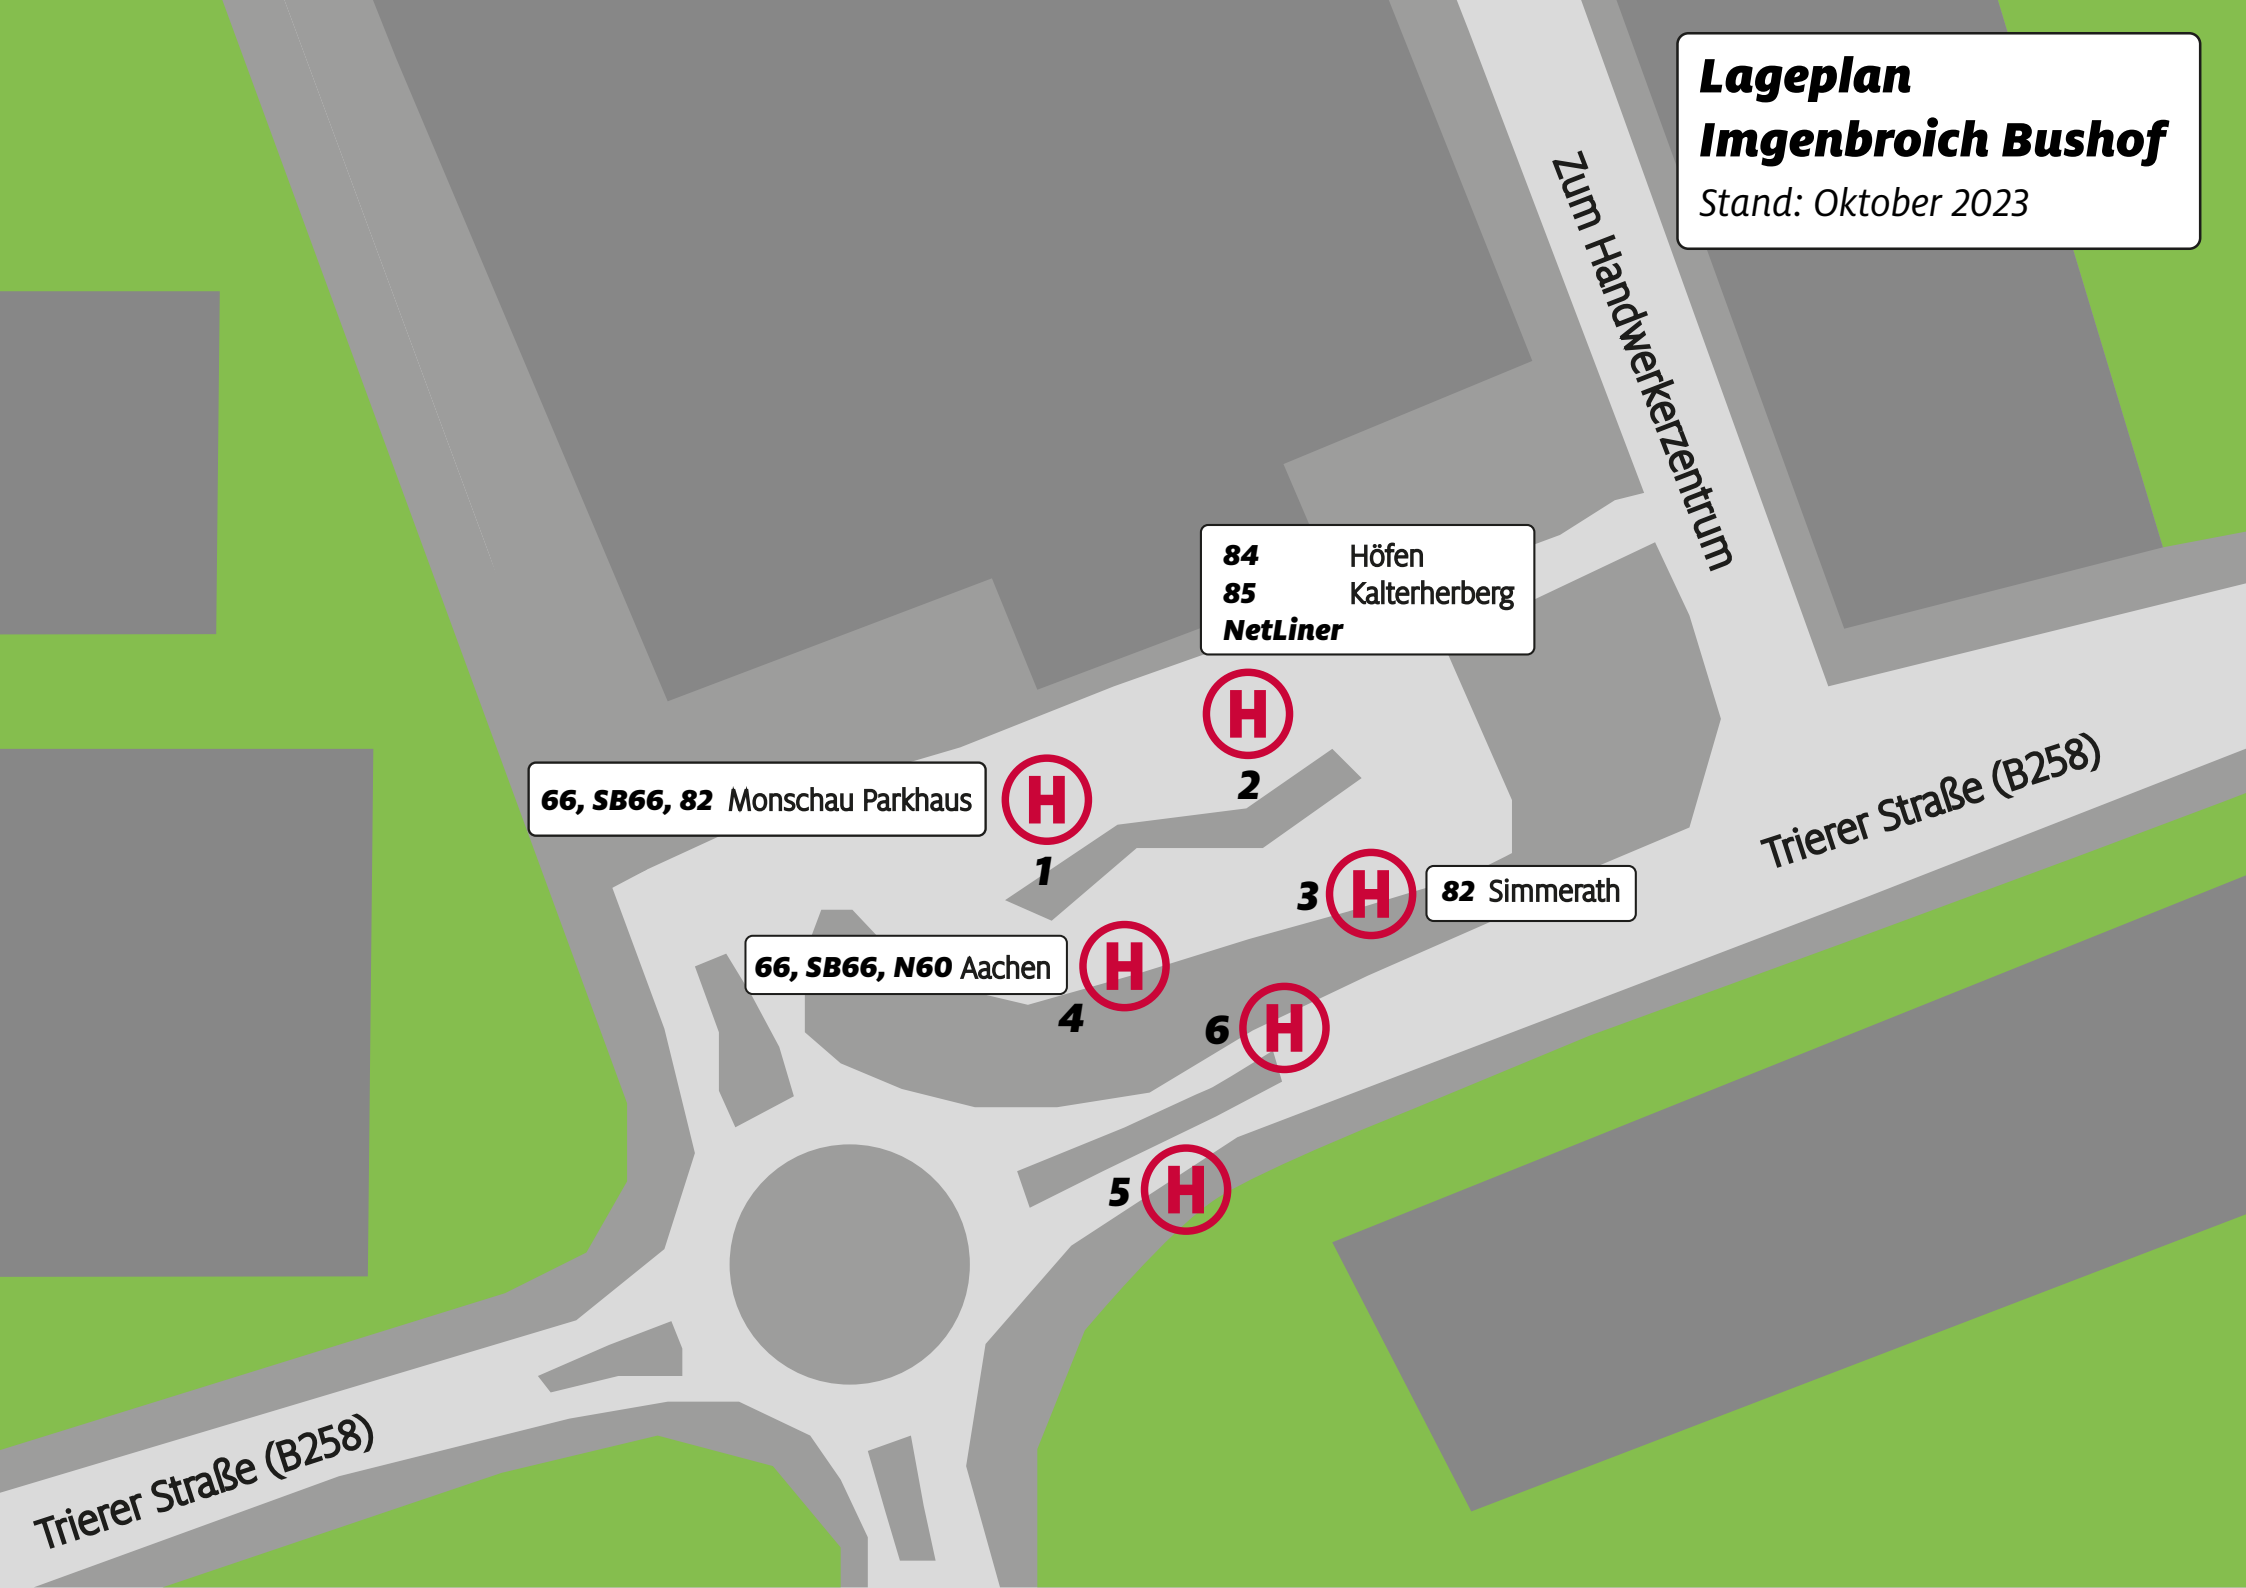 Lageplan
Imgenbroich Bushof
Stand: Oktober 2023
Zum Handwerkerzentrum
84 Höfen
85 Kalterherberg
NetLiner
H
2
66, SB66, 82 Monschau Parkhaus
H
1
Trierer Straße (B258)
3
H
82 Simmerath
66, SB66, N60 Aachen
H
4
6
H
5
H
Trierer Straße (B258)